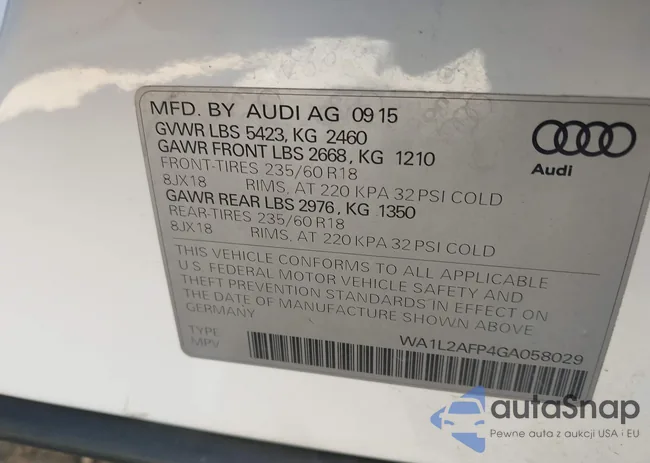 MFD. BY AUDI AG 09 15
GVWR LBS 5423, KG 2460
GAWR FRONT LBS 2668, KG 1210
FRONT-TIRES 235/60 R18
8JX18 RIMS, AT 220 KPA 32 PSI COLD
GAWR REAR LBS 2976, KG 1350
REAR-TIRES 235/60 R18
8JX18 RIMS, AT 220 KPA 32 PSI COLD
Audi
THIS VEHICLE CONFORMS TO ALL APPLICABLE
U.S. FEDERAL MOTOR VEHICLE SAFETY AND
THEFT PREVENTION STANDARDS IN EFFECT ON
THE DATE OF MANUFACTURE SHOWN ABOVE
GERMANY
TYPE WA1L2AFP4GA058029
MPV
autaSnap
Pewne auta z aukcji USA i EU